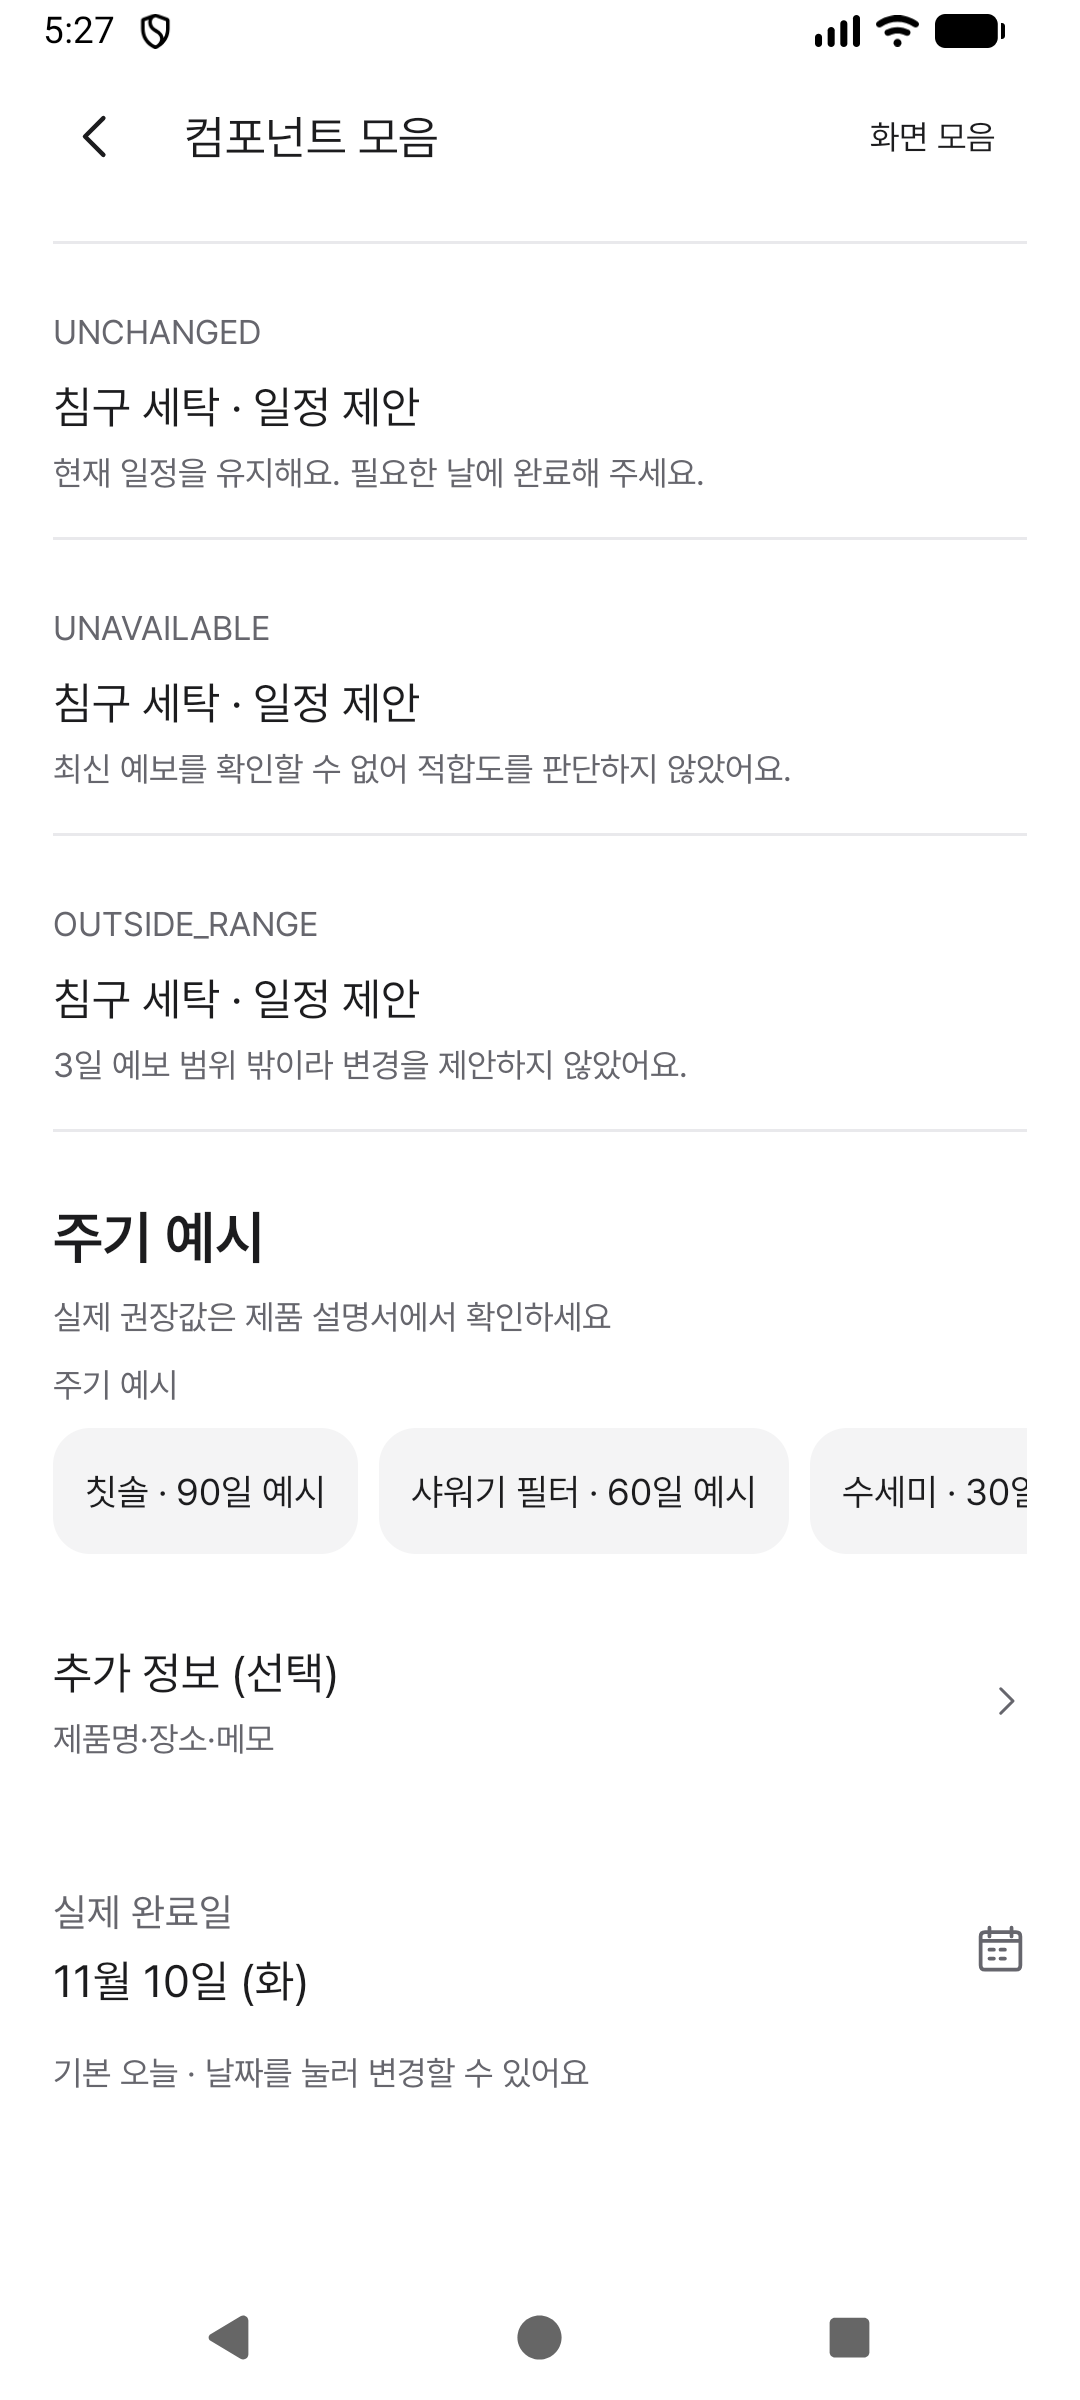 5:27
컴포넌트 모음
화면 모음
UNCHANGED
침구 세탁 · 일정 제안
현재 일정을 유지해요. 필요한 날에 완료해 주세요.
UNAVAILABLE
침구 세탁 · 일정 제안
최신 예보를 확인할 수 없어 적합도를 판단하지 않았어요.
OUTSIDE_RANGE
침구 세탁 · 일정 제안
3일 예보 범위 밖이라 변경을 제안하지 않았어요.
주기 예시
실제 권장값은 제품 설명서에서 확인하세요
주기 예시
칫솔 · 90일 예시
샤워기 필터 · 60일 예시
수세미 · 30일
추가 정보 (선택)
제품명·장소·메모
실제 완료일
11월 10일 (화)
기본 오늘 · 날짜를 눌러 변경할 수 있어요